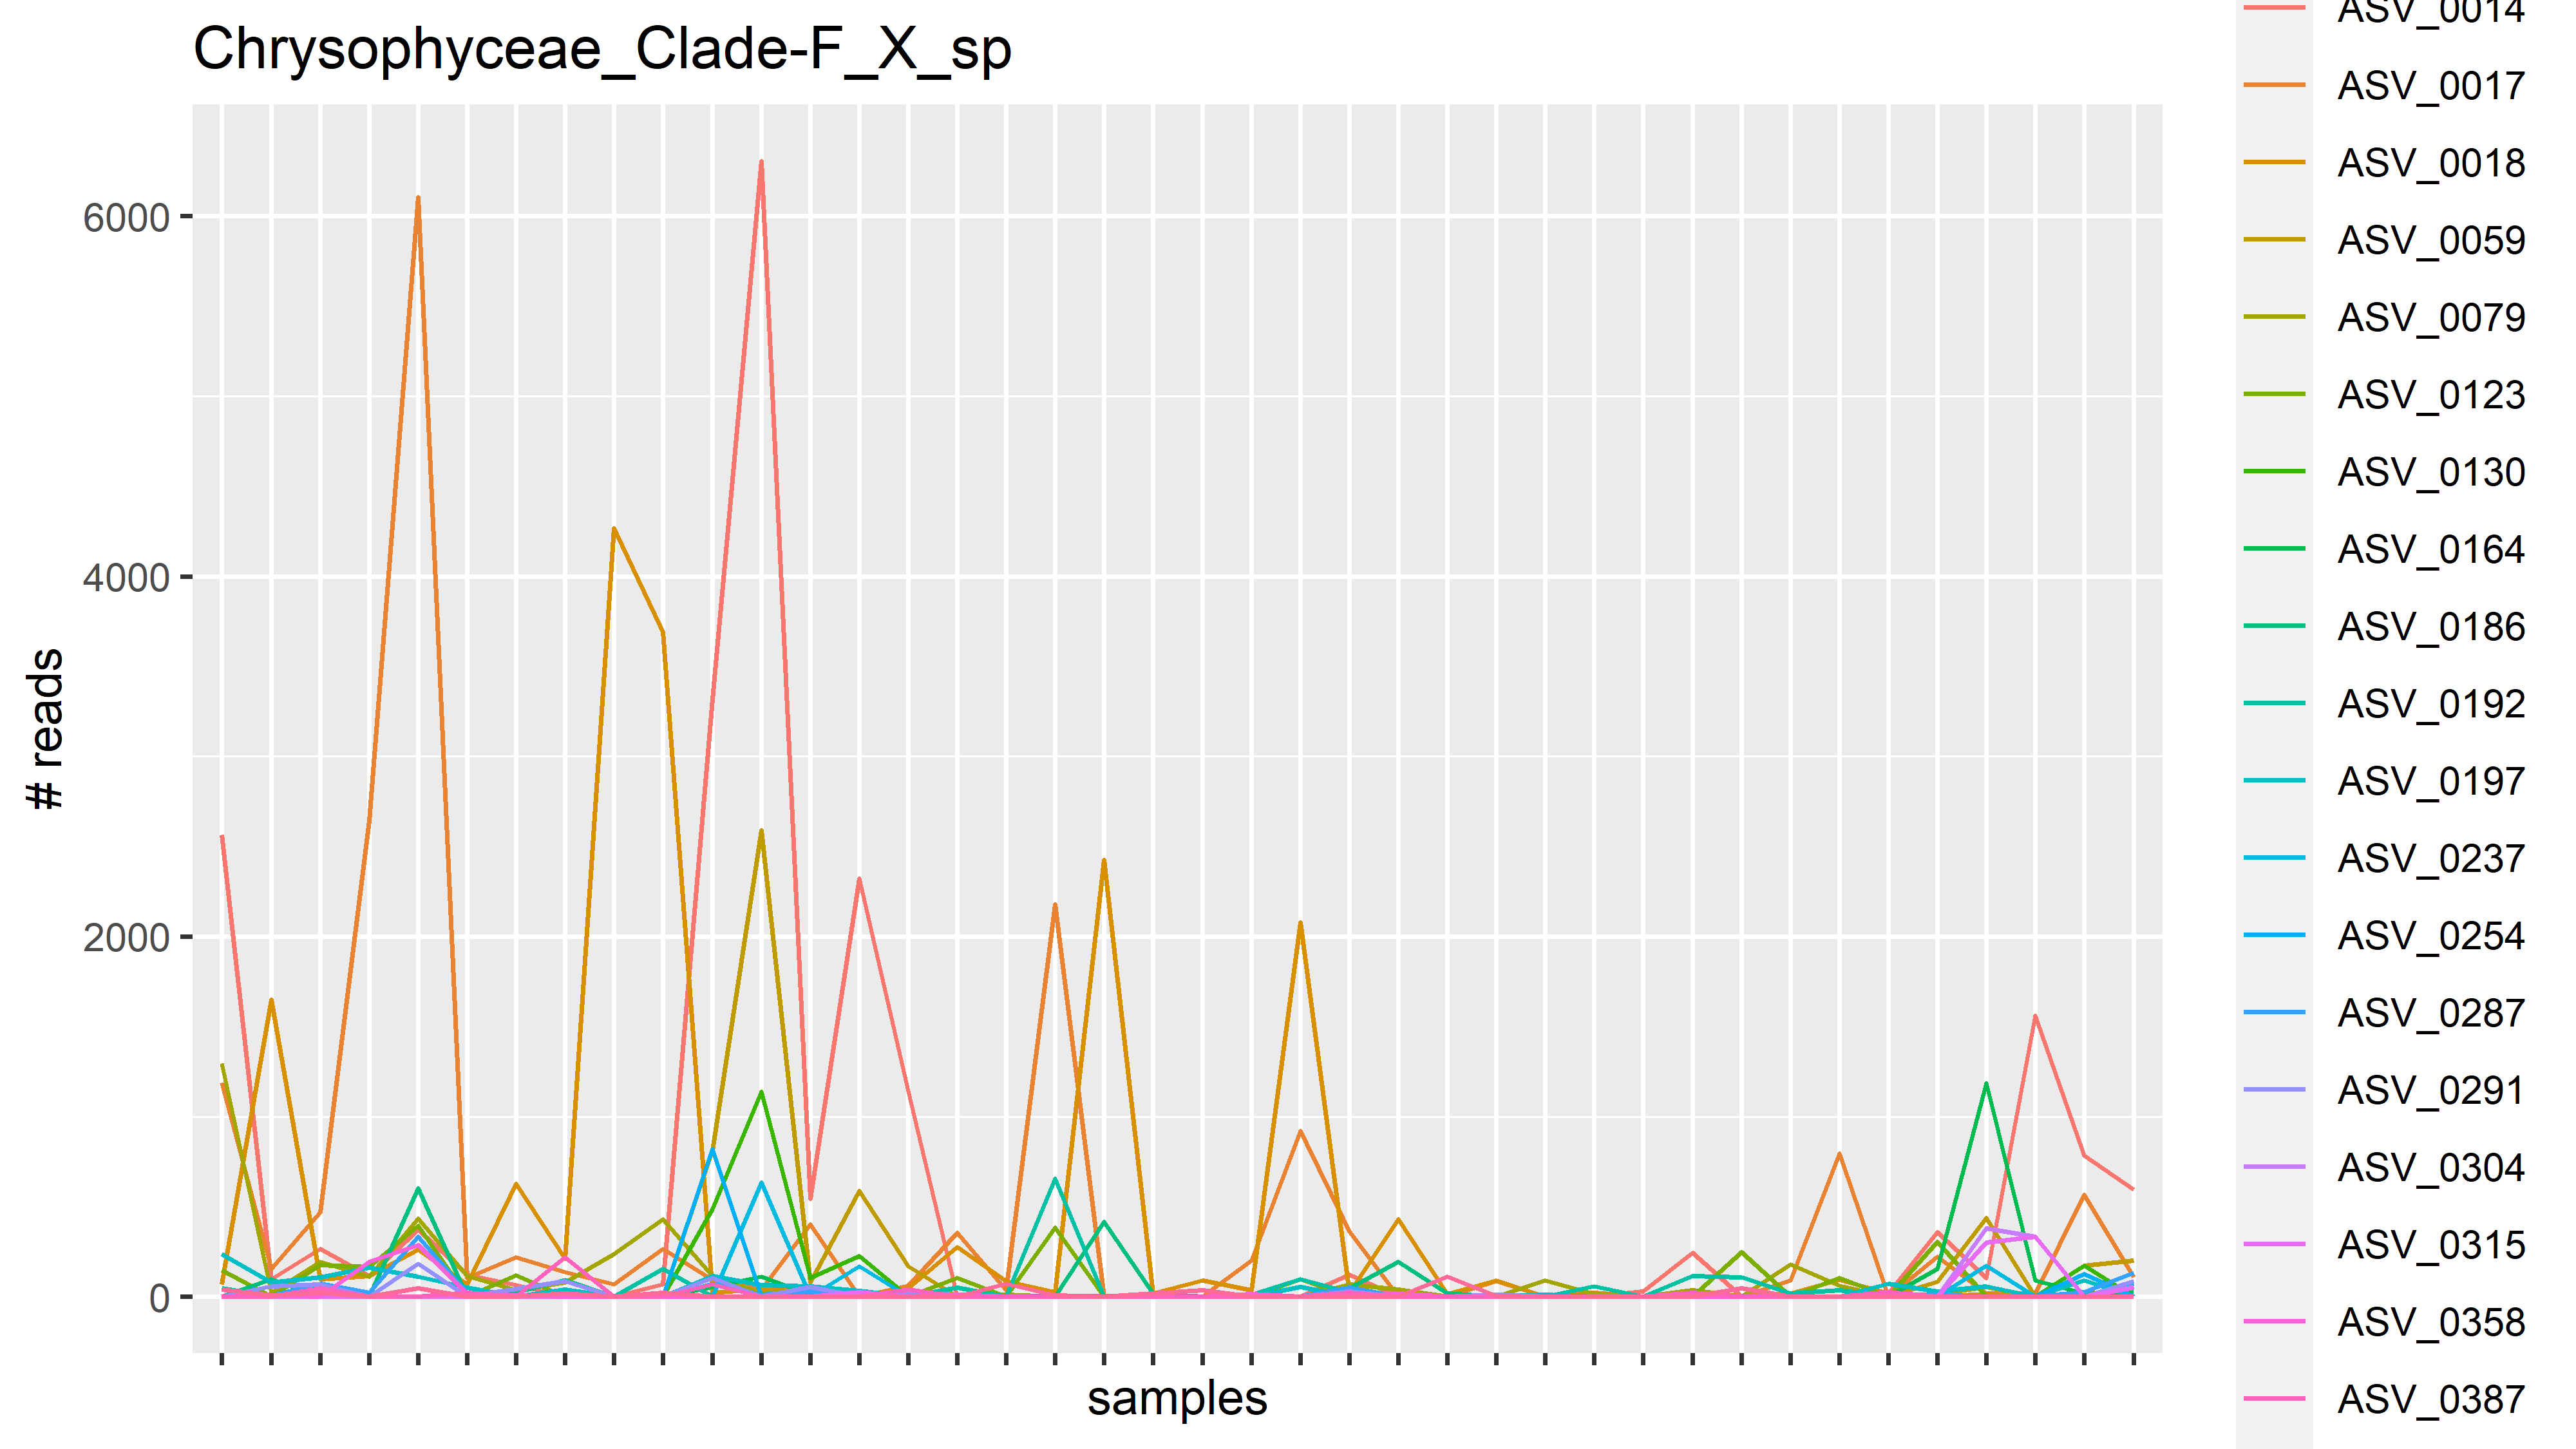 Chrysophyceae_Clade-F_X_sp
# reads
6000
4000
2000
0
samples
ASV_0014
ASV_0017
ASV_0018
ASV_0059
ASV_0079
ASV_0123
ASV_0130
ASV_0164
ASV_0186
ASV_0192
ASV_0197
ASV_0237
ASV_0254
ASV_0287
ASV_0291
ASV_0304
ASV_0315
ASV_0358
ASV_0387